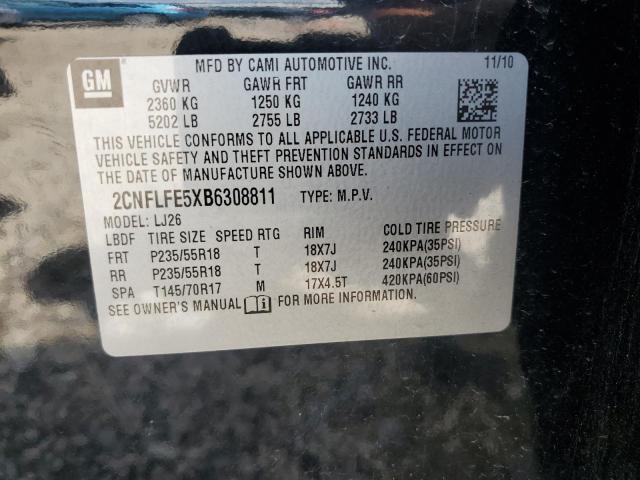 GM
MFD BY CAMI AUTOMOTIVE INC. 11/10
GVWR GAWR FRT GAWR RR
2360 KG 1250 KG 1240 KG
5202 LB 2755 LB 2733 LB
THIS VEHICLE CONFORMS TO ALL APPLICABLE U.S. FEDERAL MOTOR
VEHICLE SAFETY AND THEFT PREVENTION STANDARDS IN EFFECT ON
THE DATE OF MANUFACTURE SHOWN ABOVE.
2CNFLFE5XB6308811 TYPE: M.P.V.
MODEL: LJ26
LBDF TIRE SIZE SPEED RTG RIM COLD TIRE PRESSURE
FRT P235/55R18 T 18X7J 240KPA(35PSI)
RR P235/55R18 T 18X7J 240KPA(35PSI)
SPA T145/70R17 M 17X4.5T 420KPA(60PSI)
SEE OWNER'S MANUAL i FOR MORE INFORMATION.